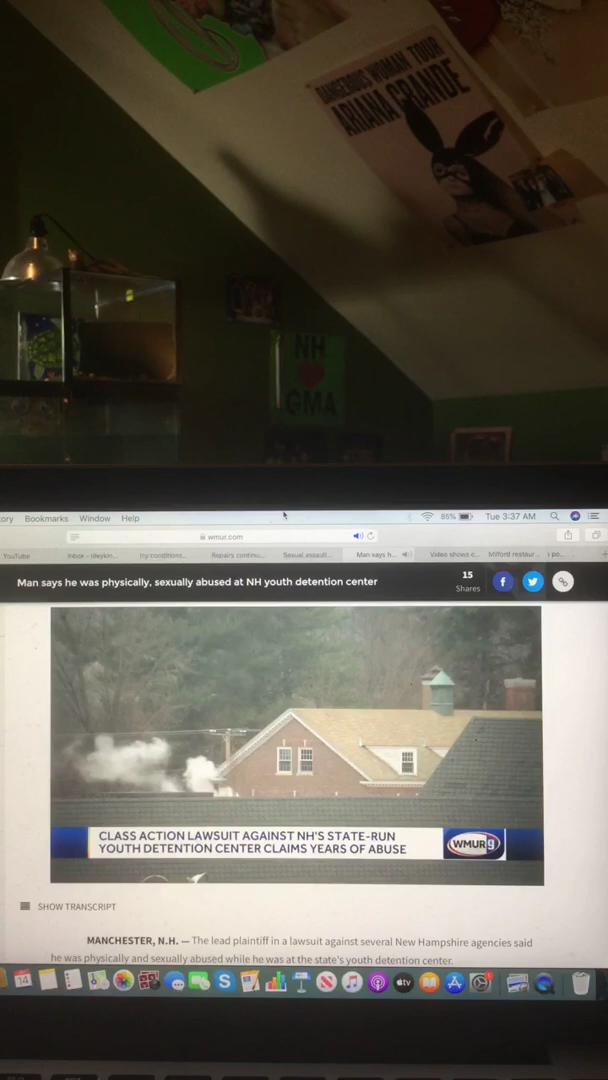 DANGEROUS WOMAN TOUR
ARIANA GRANDE
NH
GMA
ory Bookmarks Window Help 85% Tue 3:37 AM
wmur.com
YouTube Inbox Repairs continu... Sexual assault... Man says h... Video shows c... Milford restaur...
Man says he was physically, sexually abused at NH youth detention center
15
Shares
CLASS ACTION LAWSUIT AGAINST NH'S STATE-RUN
YOUTH DETENTION CENTER CLAIMS YEARS OF ABUSE
WMUR 9
SHOW TRANSCRIPT
MANCHESTER, N.H. — The lead plaintiff in a lawsuit against several New Hampshire agencies said
he was physically and sexually abused while he was at the state's youth detention center.
14
tv